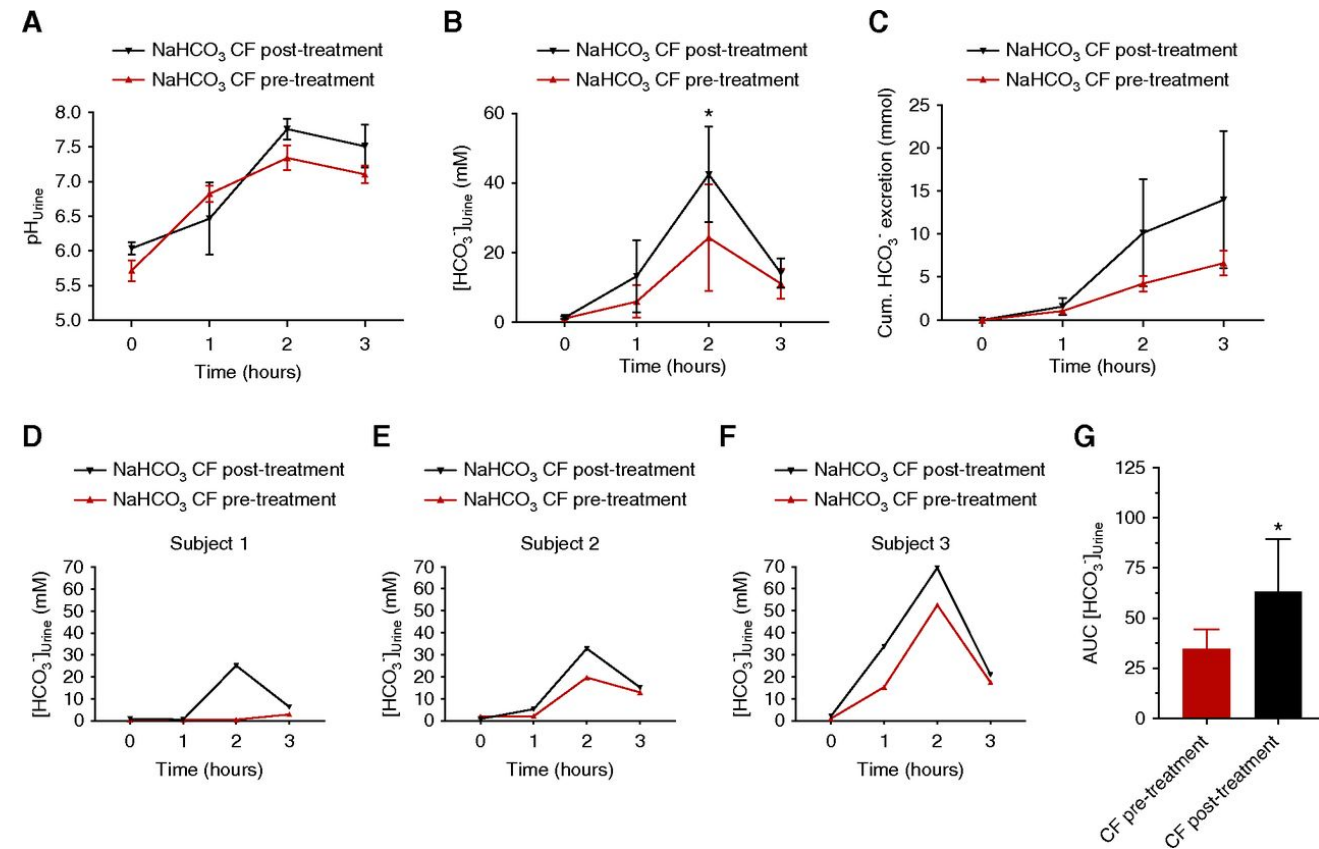 A
NaHCO₃ CF post-treatment
NaHCO₃ CF pre-treatment
8.0
7.5
7.0
6.5
6.0
5.5
5.0
pH_Urine
0 1 2 3
Time (hours)
B
NaHCO₃ CF post-treatment
NaHCO₃ CF pre-treatment
60
40
20
0
[HCO₃⁻]_Urine (mM)
*
0 1 2 3
Time (hours)
C
NaHCO₃ CF post-treatment
NaHCO₃ CF pre-treatment
25
20
15
10
5
0
Cum. HCO₃⁻ excretion (mmol)
0 1 2 3
Time (hours)
D
NaHCO₃ CF post-treatment
NaHCO₃ CF pre-treatment
Subject 1
70
60
50
40
30
20
10
0
[HCO₃⁻]_Urine (mM)
0 1 2 3
Time (hours)
E
NaHCO₃ CF post-treatment
NaHCO₃ CF pre-treatment
Subject 2
70
60
50
40
30
20
10
0
[HCO₃⁻]_Urine (mM)
0 1 2 3
Time (hours)
F
NaHCO₃ CF post-treatment
NaHCO₃ CF pre-treatment
Subject 3
70
60
50
40
30
20
10
0
[HCO₃⁻]_Urine (mM)
0 1 2 3
Time (hours)
G
125
100
75
50
25
0
AUC [HCO₃⁻]_Urine
*
CF pre-treatment
CF post-treatment